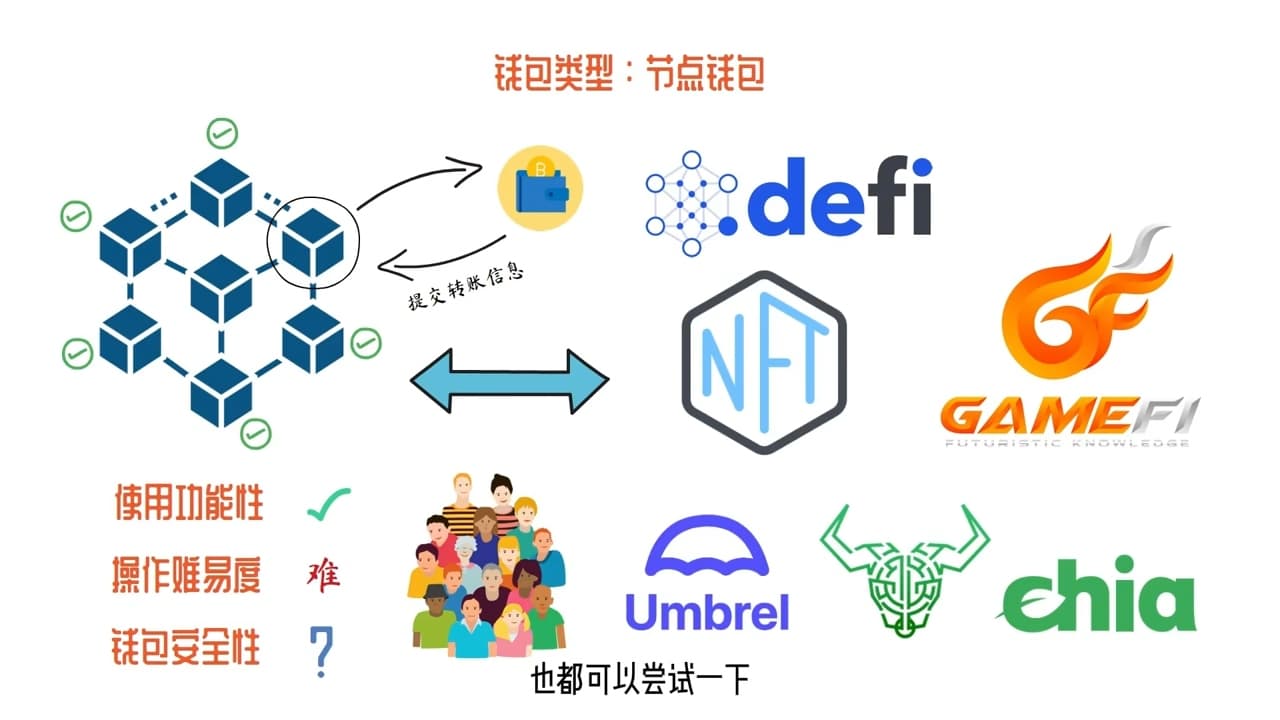 钱包类型：节点钱包
B
.defi
提交转账信息
NFT
GF
GAMEFI
FUTURISTIC KNOWLEDGE
使用功能性
操作难易度 难
钱包安全性 ?
Umbrel
chia
也都可以尝试一下